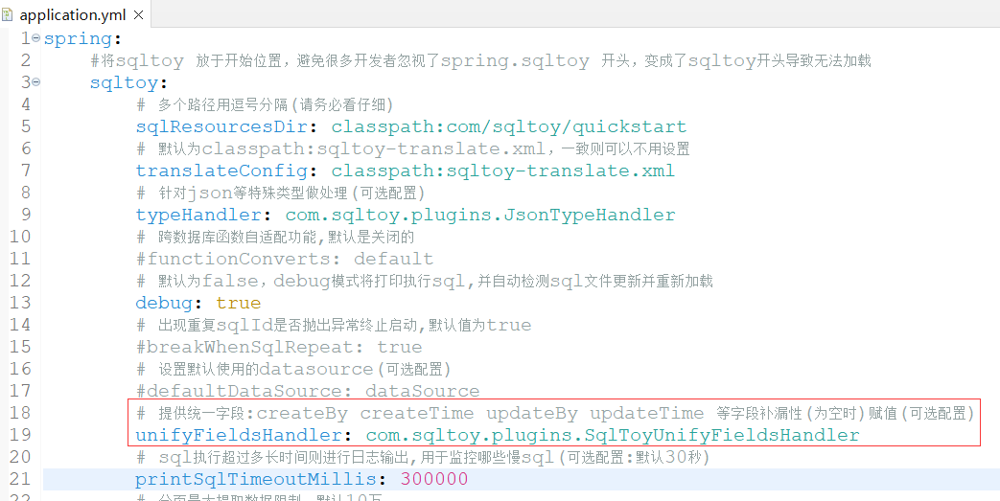 application.yml
1 spring:
2 #将sqltoy 放于开始位置，避免很多开发者忽视了spring.sqltoy 开头，变成了sqltoy开头导致无法加载
3 sqltoy:
4 # 多个路径用逗号分隔(请务必看仔细)
5 sqlResourcesDir: classpath:com/sqltoy/quickstart
6 # 默认为classpath:sqltoy-translate.xml，一致则可以不用设置
7 translateConfig: classpath:sqltoy-translate.xml
8 # 针对json等特殊类型做处理(可选配置)
9 typeHandler: com.sqltoy.plugins.JsonTypeHandler
10 # 跨数据库函数自适配功能,默认是关闭的
11 #functionConverts: default
12 # 默认为false，debug模式将打印执行sql,并自动检测sql文件更新并重新加载
13 debug: true
14 # 出现重复sqlId是否抛出异常终止启动,默认值为true
15 #breakWhenSqlRepeat: true
16 # 设置默认使用的datasource(可选配置)
17 #defaultDataSource: dataSource
18 # 提供统一字段:createBy createTime updateBy updateTime 等字段补漏性(为空时)赋值(可选配置)
19 unifyFieldsHandler: com.sqltoy.plugins.SqlToyUnifyFieldsHandler
20 # sql执行超过多长时间则进行日志输出,用于监控哪些慢sql(可选配置:默认30秒)
21 printSqlTimeoutMillis: 300000
22 # 分页最大提取数据限制，默认10万